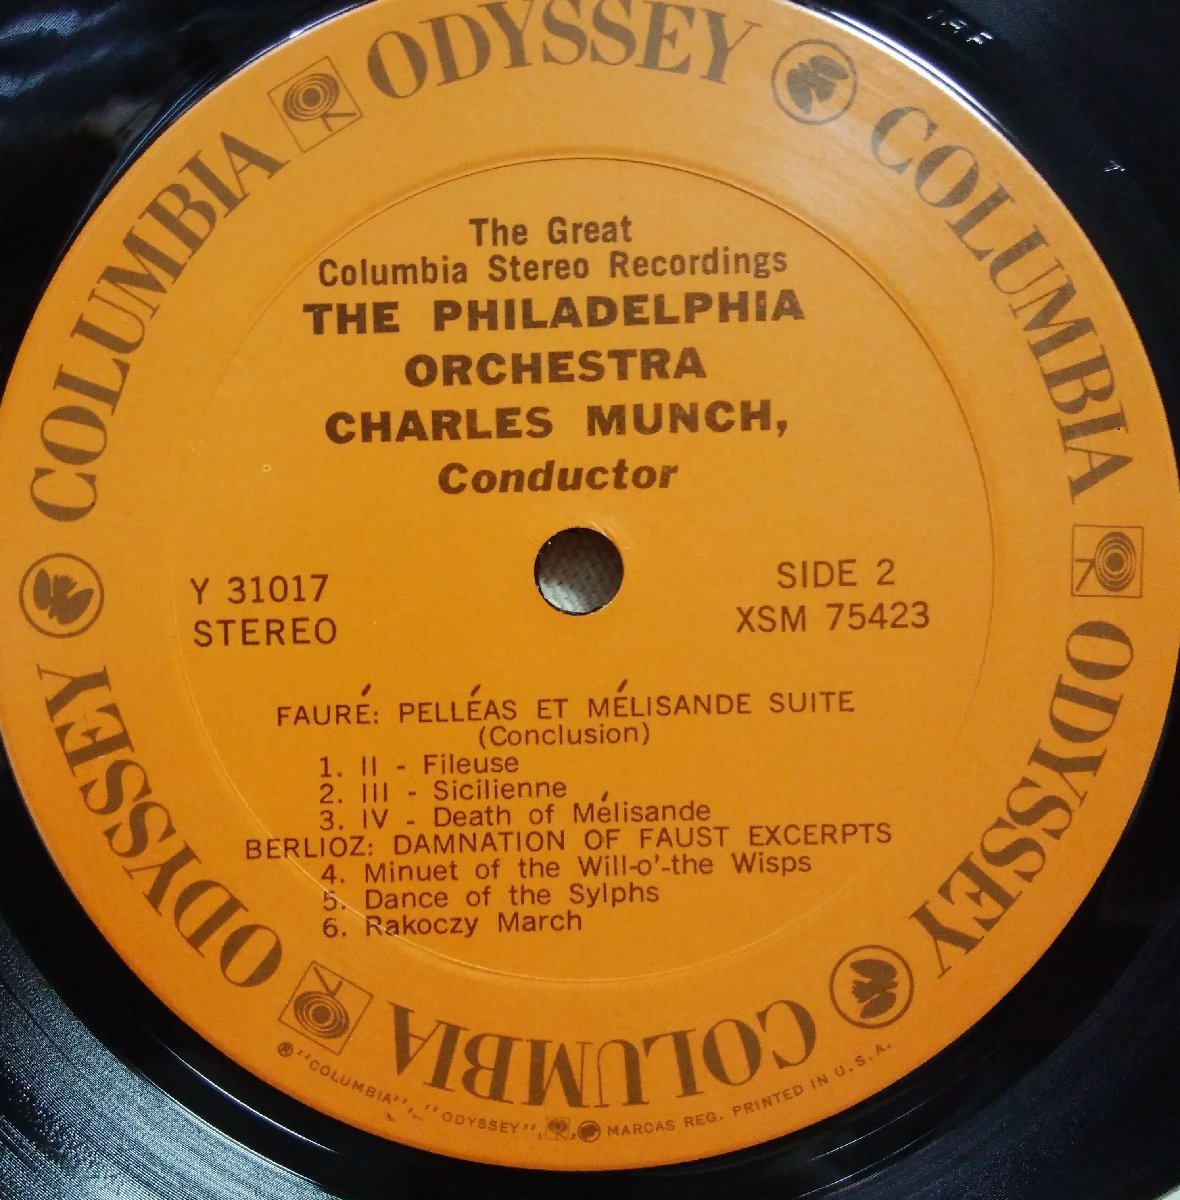 COLUMBIA
ODYSSEY
COLUMBIA
ODYSSEY
COLUMBIA
ODYSSEY
The Great
Columbia Stereo Recordings
THE PHILADELPHIA
ORCHESTRA
CHARLES MUNCH,
Conductor
Y 31017
STEREO
SIDE 2
XSM 75423
FAURÉ: PELLÉAS ET MÉLISANDE SUITE
(Conclusion)
1. II - Fileuse
2. III - Sicilienne
3. IV - Death of Mélisande
BERLIOZ: DAMNATION OF FAUST EXCERPTS
4. Minuet of the Will-o'-the Wisps
5. Dance of the Sylphs
6. Rakoczy March
® "COLUMBIA", "ODYSSEY", MARCAS REG. PRINTED IN U.S.A.